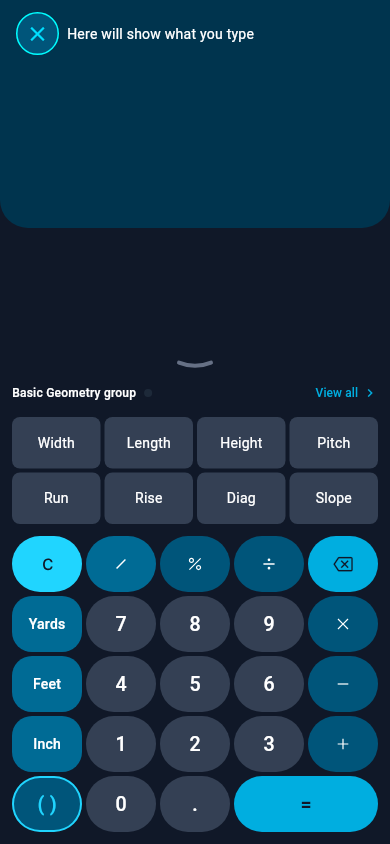 Here will show what you type
Basic Geometry group
View all
Width Length Height Pitch
Run Rise Diag Slope
C / % ÷
Yards 7 8 9 ×
Feet 4 5 6 −
Inch 1 2 3 +
( ) 0 . =